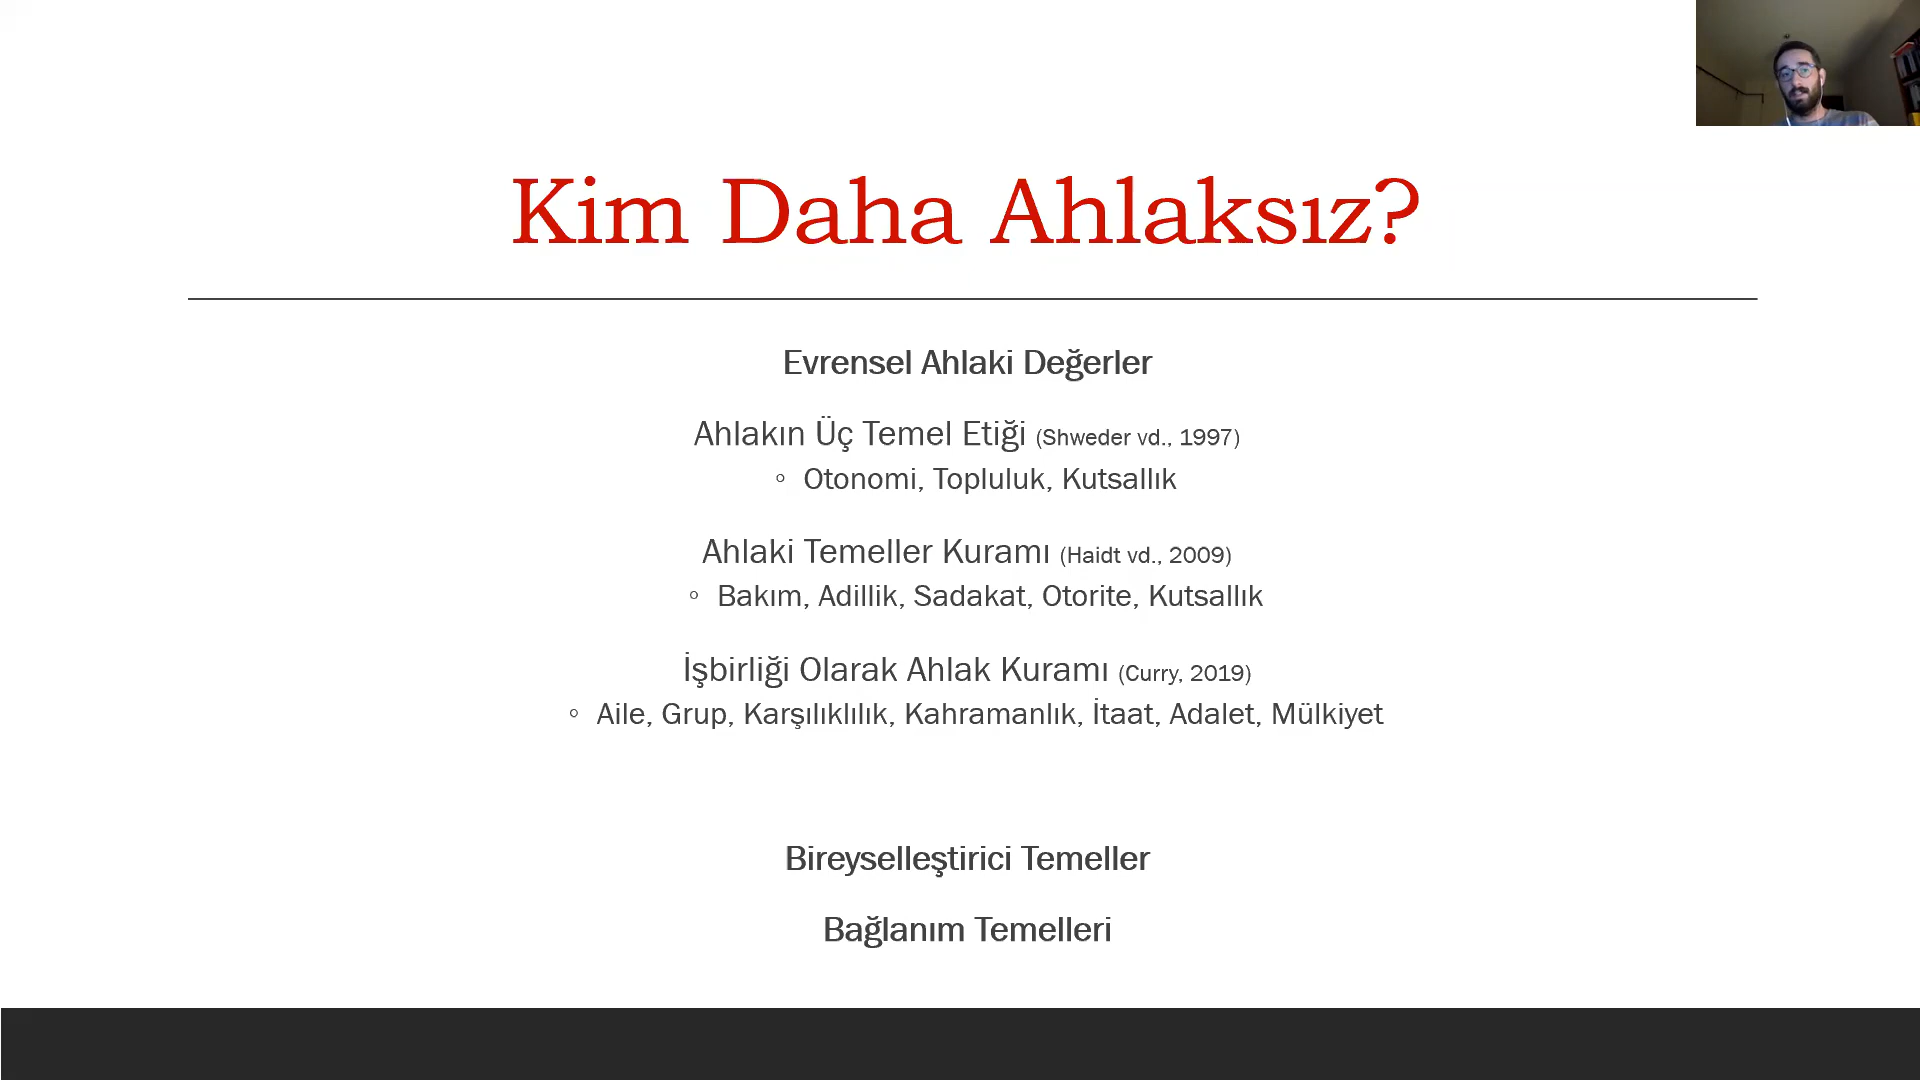 Kim Daha Ahlaksız?
Evrensel Ahlaki Değerler
Ahlakın Üç Temel Etiği (Shweder vd., 1997)
◦ Otonomi, Topluluk, Kutsallık
Ahlaki Temeller Kuramı (Haidt vd., 2009)
◦ Bakım, Adillik, Sadakat, Otorite, Kutsallık
İşbirliği Olarak Ahlak Kuramı (Curry, 2019)
◦ Aile, Grup, Karşılıklılık, Kahramanlık, İtaat, Adalet, Mülkiyet
Bireyselleştirici Temeller
Bağlanım Temelleri